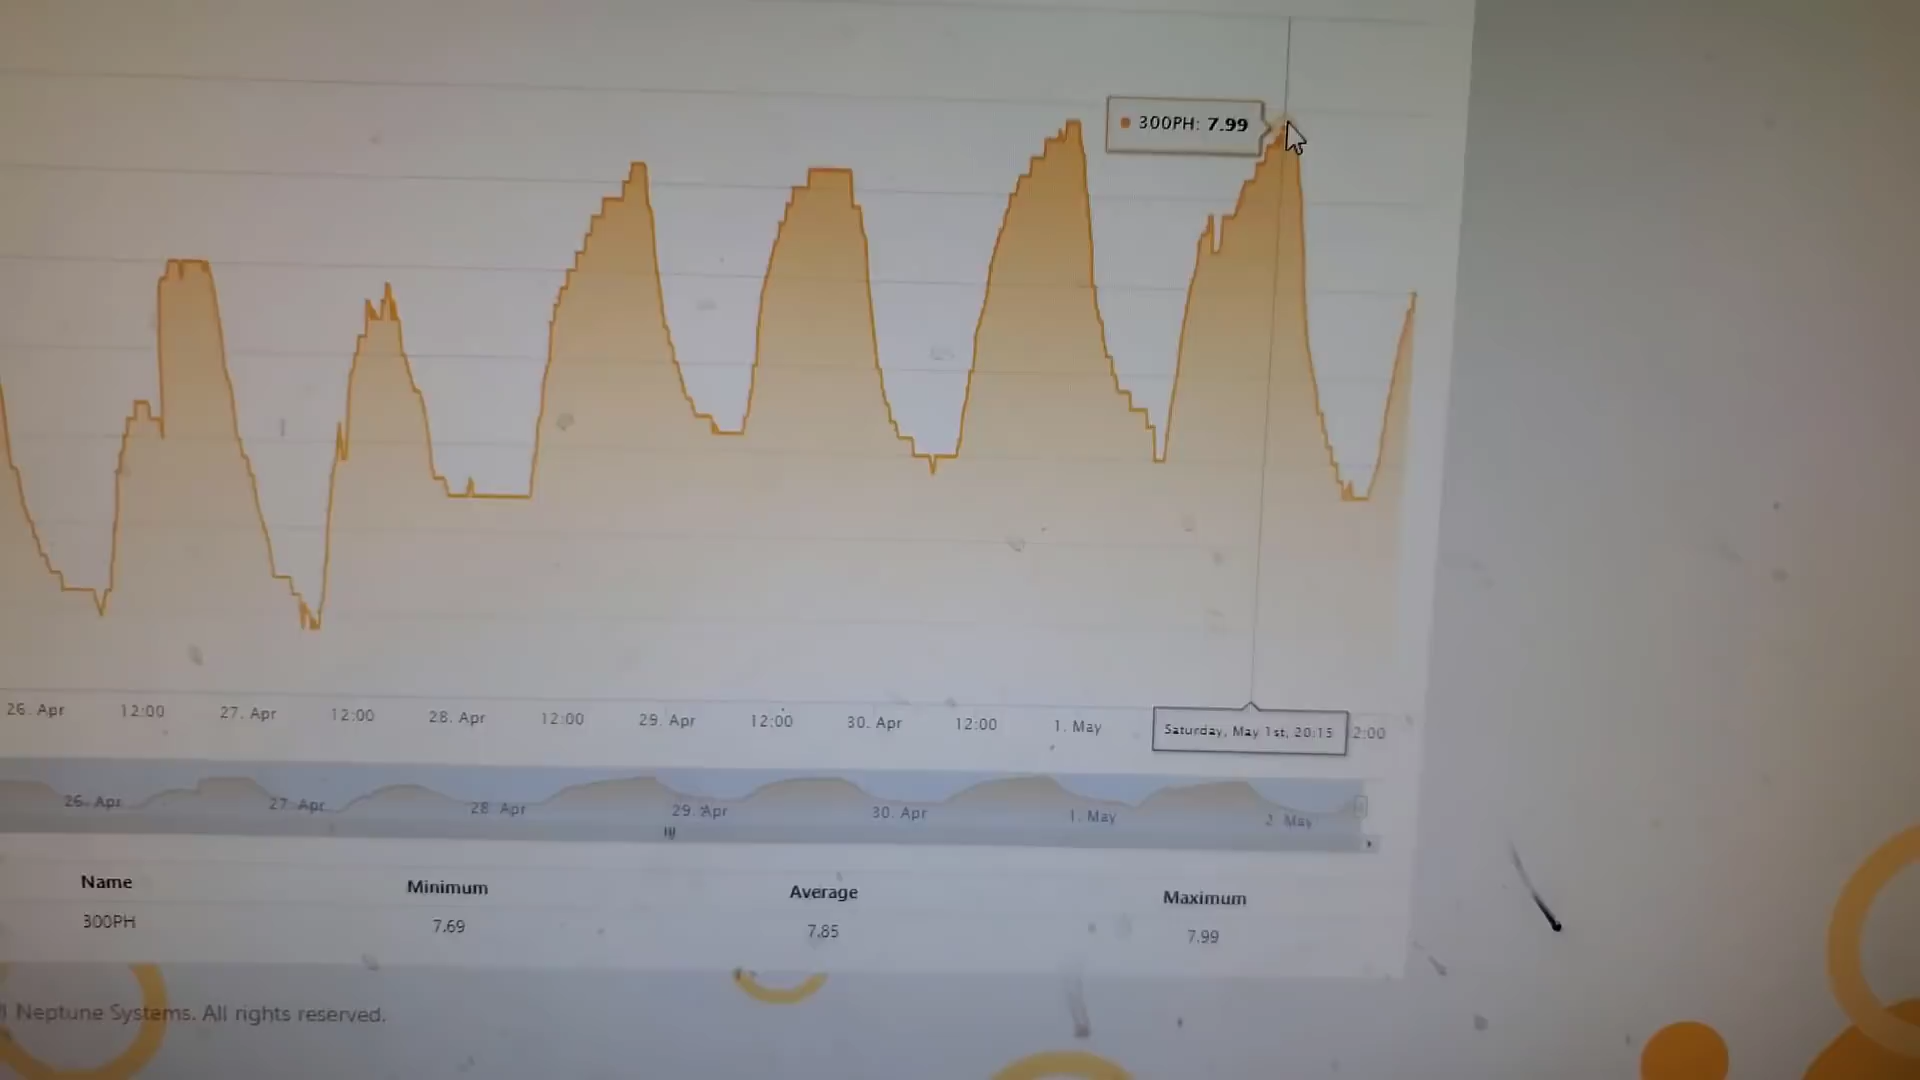 300PH: 7.99
26. Apr 12:00 27. Apr 12:00 28. Apr 12:00 29. Apr 12:00 30. Apr 12:00 1. May 2:00
Saturday, May 1st, 20:15
26. Apr 27. Apr 28. Apr 29. Apr 30. Apr 1. May 2. May
Name Minimum Average Maximum
300PH 7.69 7.85 7.99
Neptune Systems. All rights reserved.